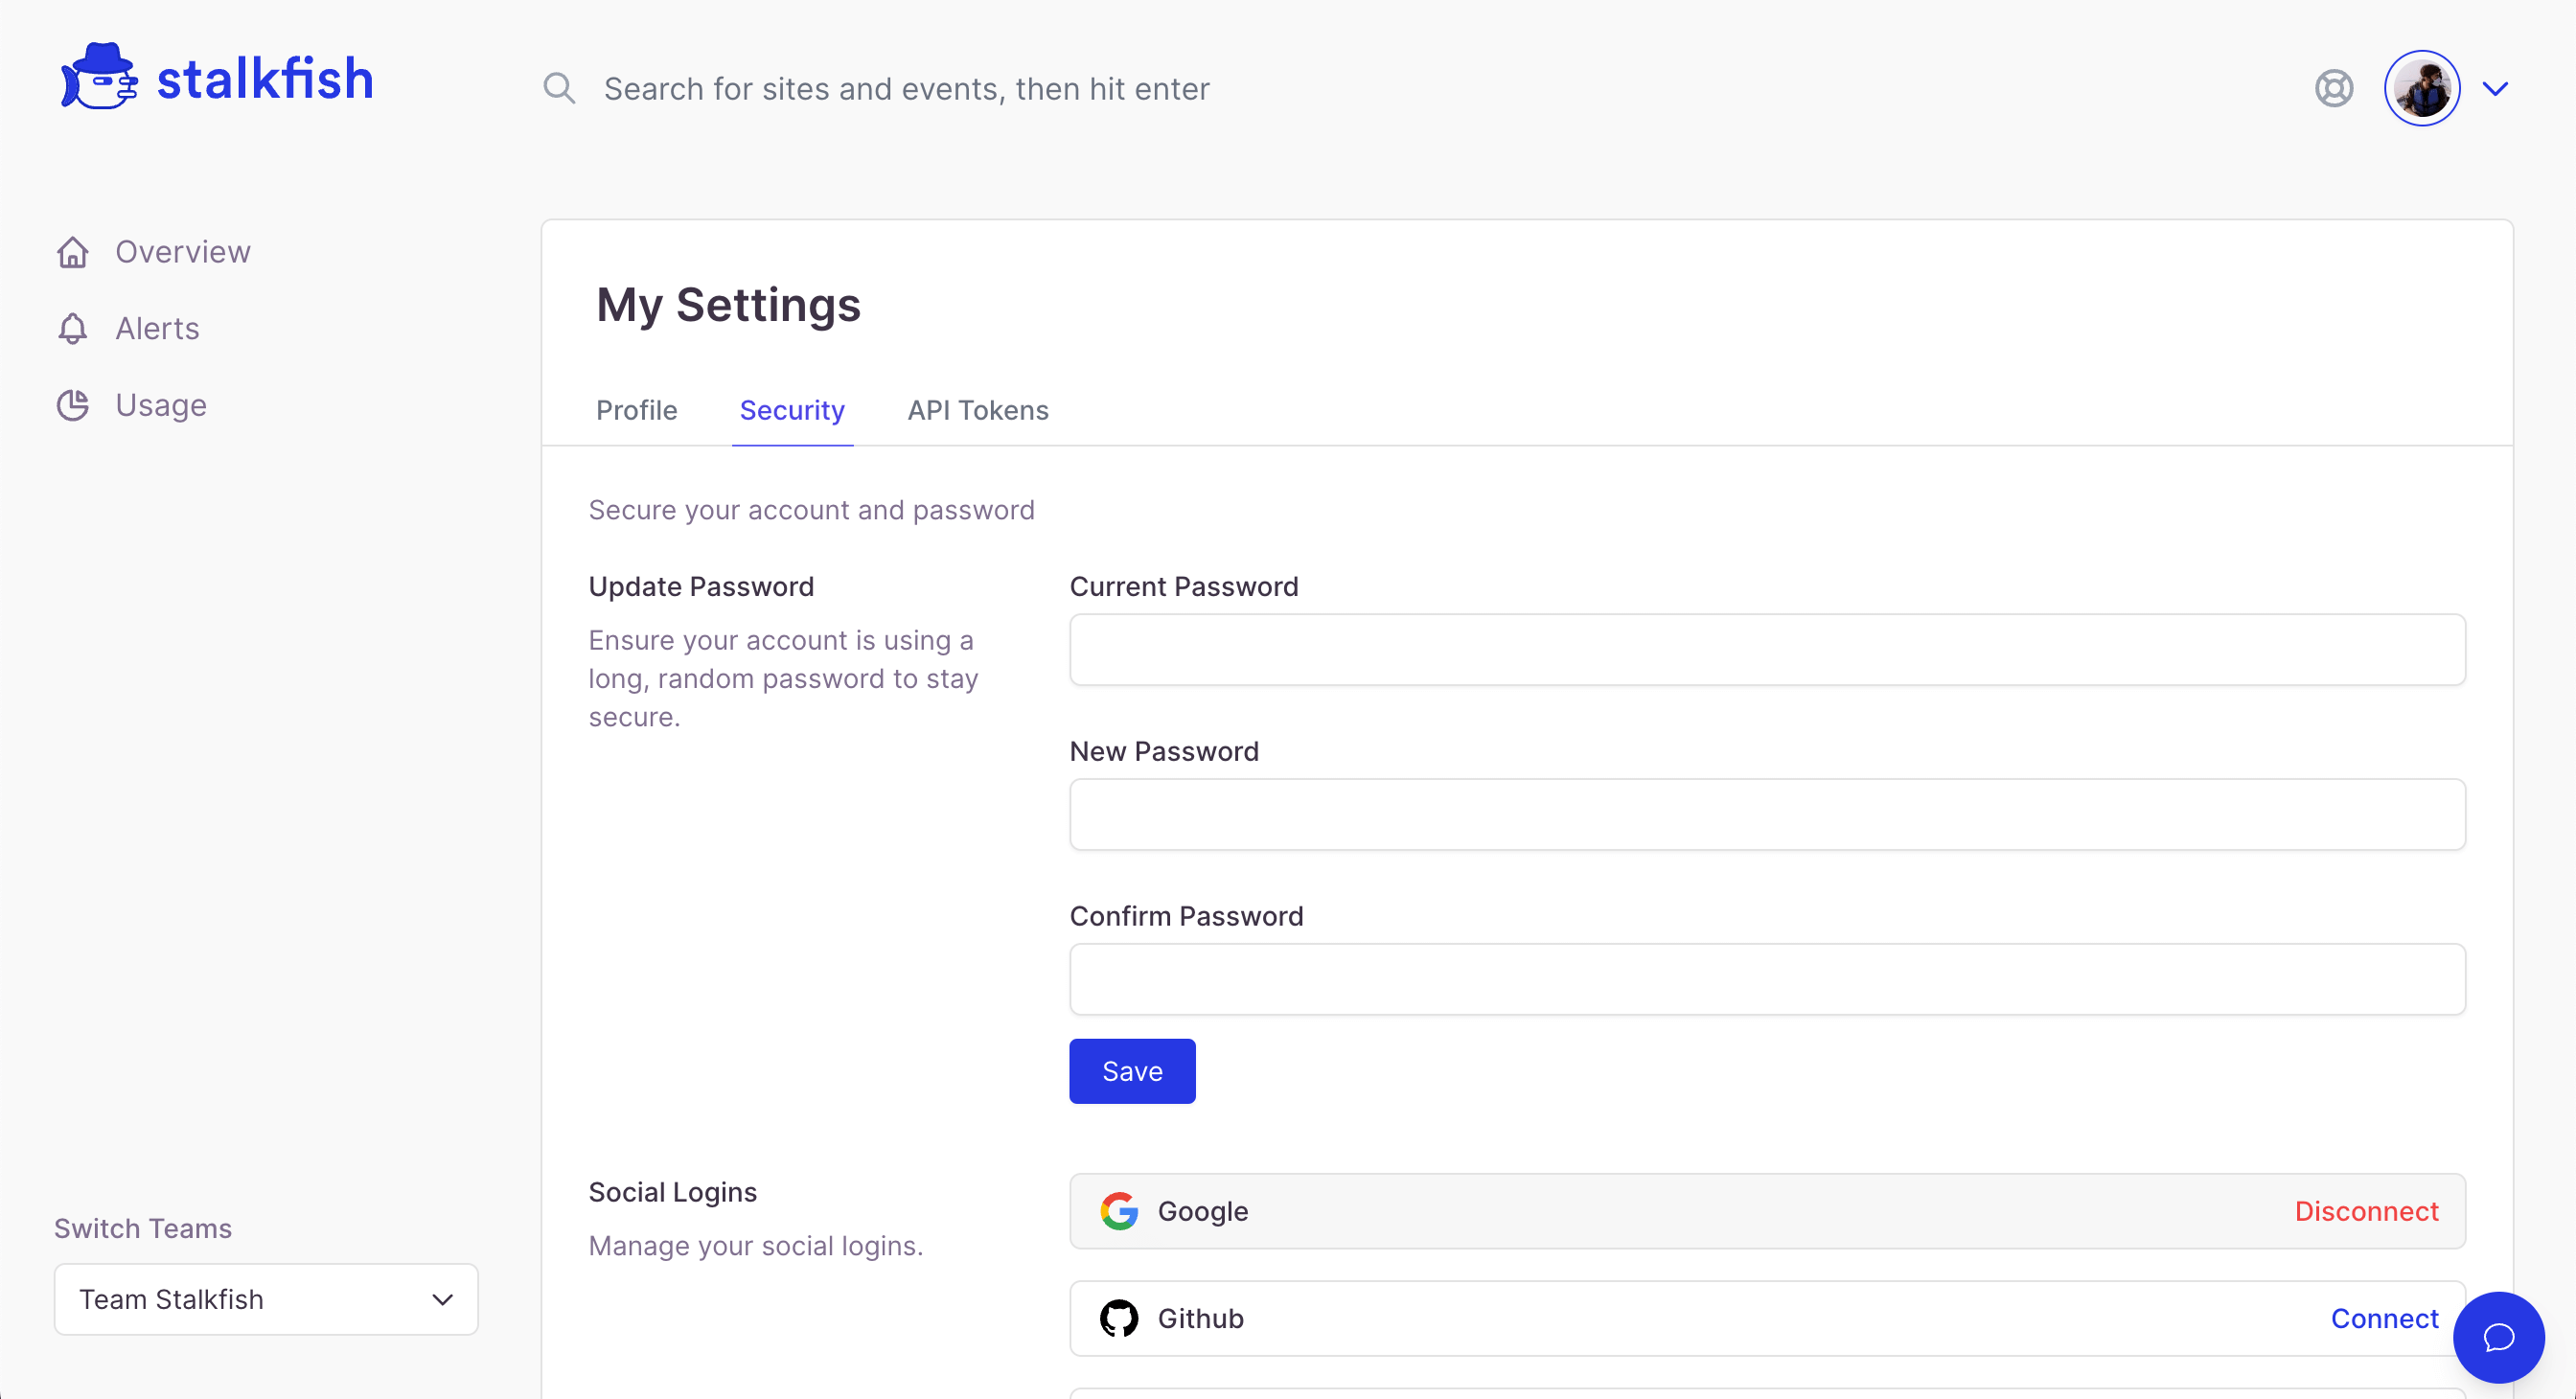 stalkfish
Search for sites and events, then hit enter
Overview
Alerts
Usage
My Settings
Profile
Security
API Tokens
Secure your account and password
Update Password
Ensure your account is using a
long, random password to stay
secure.
Current Password
New Password
Confirm Password
Save
Social Logins
Manage your social logins.
Google
Disconnect
Github
Connect
Switch Teams
Team Stalkfish